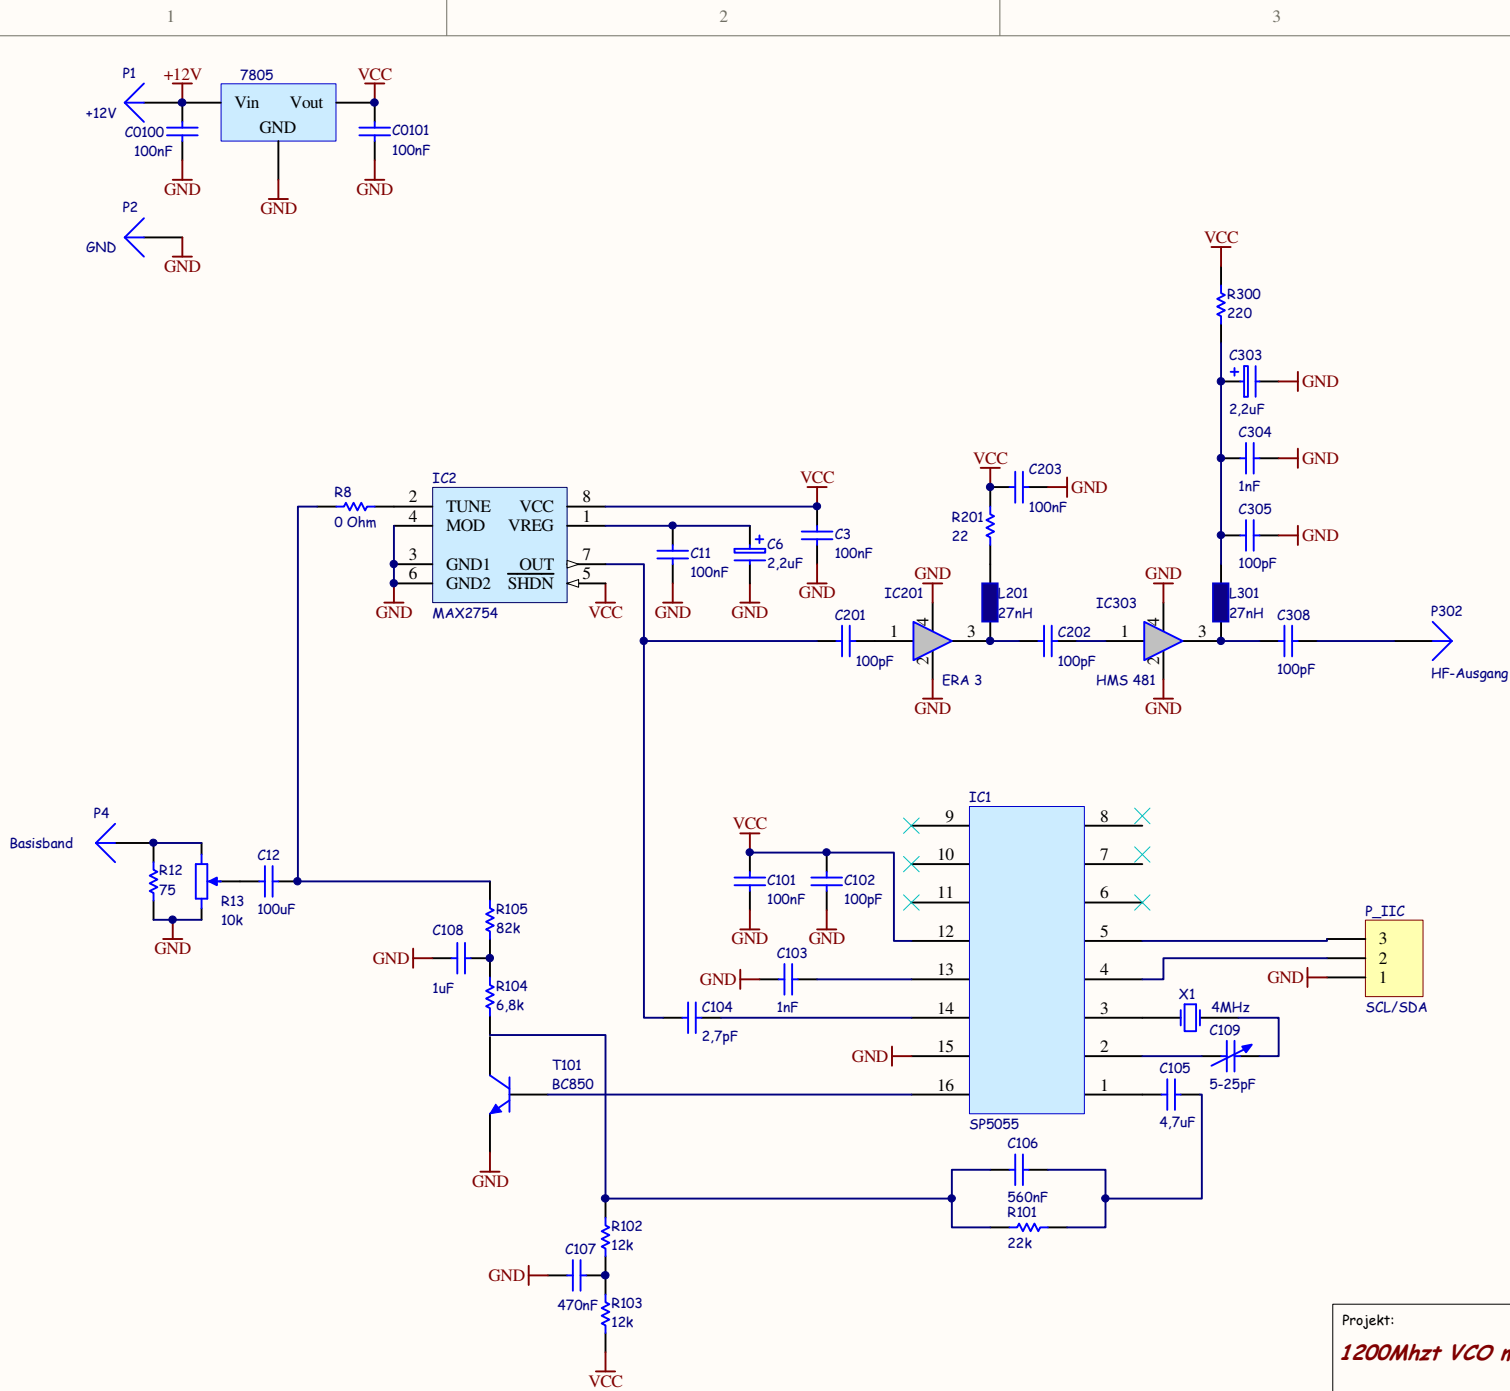 1 2 3
P1 +12V 7805 VCC
+12V Vin Vout
GND
C0100 100nF
C0101 100nF
GND GND
GND
P2
GND
GND
VCC
R300
220
C303
+
GND
2,2uF
C304
GND
1nF
C305
GND
100pF
L301
27nH
IC2
R8
0 Ohm
2 TUNE VCC 8
4 MOD VREG 1
3 GND1 OUT 7
6 GND2 SHDN 5
GND
MAX2754
VCC
C11
100nF
GND
+
C6
2,2uF
GND
VCC
C3
100nF
GND
VCC
C203
GND
100nF
R201
22
L201
27nH
C201
100pF
IC201
GND
1 4 2 3
ERA 3
GND
C202
100pF
IC303
GND
1 4 2 3
HMS 481
GND
C308
100pF
P302
HF-Ausgang
P4
Basisband
R12
75
R13
10k
GND
C12
100uF
R105
82k
C108
GND
1uF
R104
6,8k
T101
BC850
GND
VCC
C101
100nF
GND
C102
100pF
GND
C103
GND
1nF
C104
2,7pF
GND
IC1
9 8
10 7
11 6
12 5
13 4
14 3
15 2
16 1
SP5055
P_IIC
3
2
GND 1
SCL/SDA
X1
4MHz
C109
5-25pF
C105
4,7uF
C106
560nF
R101
22k
R102
12k
C107
GND
470nF
R103
12k
VCC
Projekt:
1200Mhzt VCO